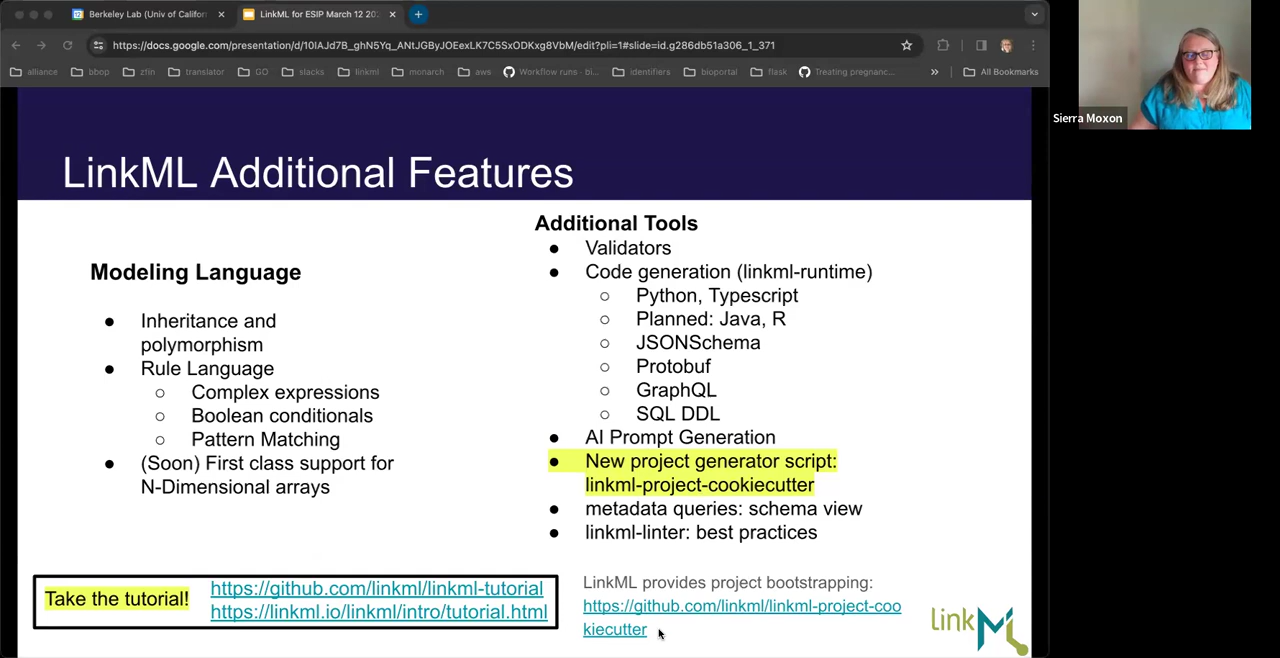 Berkeley Lab (Univ of Californ
LinkML for ESIP March 12 202
https://docs.google.com/presentation/d/10IAJd7B_ghN5Yq_ANtJGByJOEexLK7C5SxODKxg8VbM/edit?pli=1#slide=id.g286db51a306_1_371
alliance bbop zfin translator GO slacks linkml monarch aws Workflow runs · bi... identifiers bioportal flask Treating pregnanc... » All Bookmarks
Sierra Moxon
LinkML Additional Features
Modeling Language
● Inheritance and
polymorphism
● Rule Language
○ Complex expressions
○ Boolean conditionals
○ Pattern Matching
● (Soon) First class support for
N-Dimensional arrays
Additional Tools
● Validators
● Code generation (linkml-runtime)
○ Python, Typescript
○ Planned: Java, R
○ JSONSchema
○ Protobuf
○ GraphQL
○ SQL DDL
● AI Prompt Generation
● New project generator script:
linkml-project-cookiecutter
● metadata queries: schema view
● linkml-linter: best practices
Take the tutorial!
https://github.com/linkml/linkml-tutorial
https://linkml.io/linkml/intro/tutorial.html
LinkML provides project bootstrapping:
https://github.com/linkml/linkml-project-coo
kiecutter
linkML